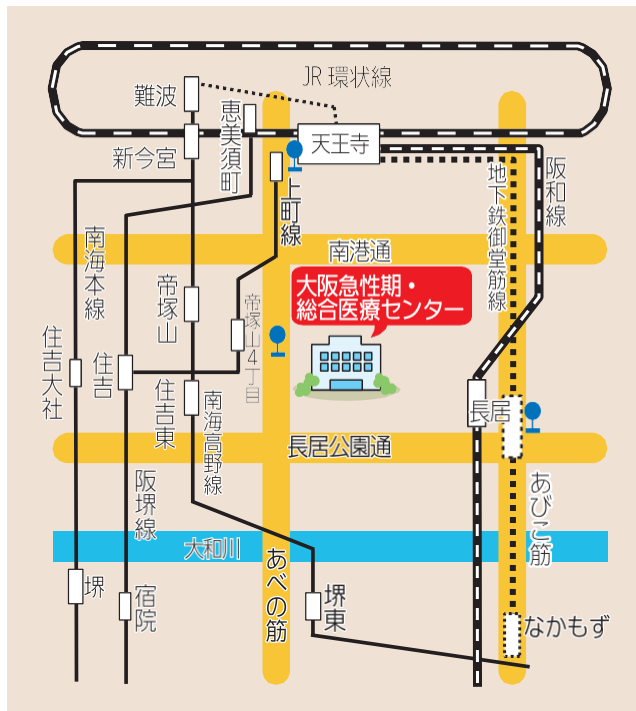 JR環状線
難波
恵美須町
天王寺
新今宮
上町線
地下鉄御堂筋線
阪和線
南海本線
南港通
大阪急性期・
総合医療センター
帝塚山
帝塚山4丁目
住吉大社
住吉
住吉東
南海高野線
長居
長居公園通
阪堺線
あびこ筋
大和川
あべの筋
堺
宿院
堺東
なかもず